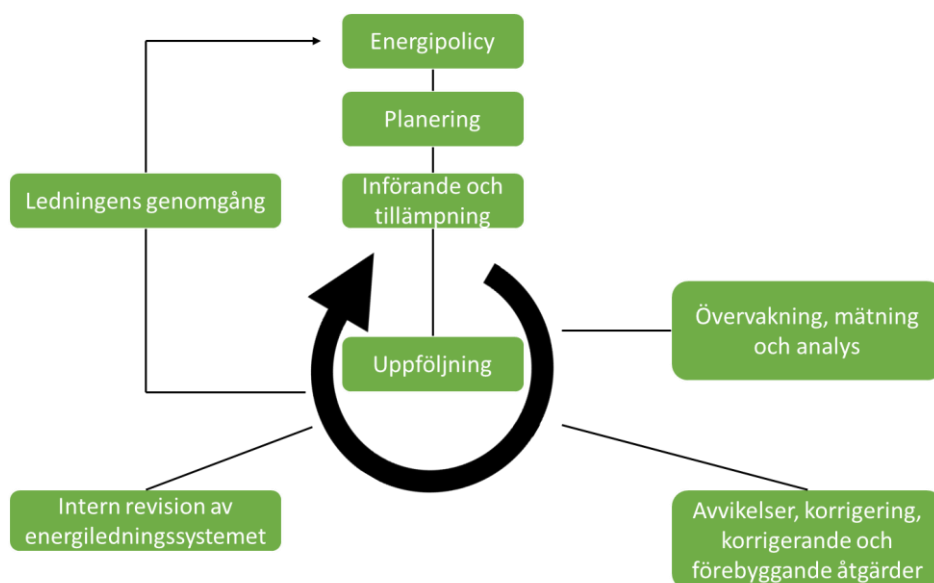 Energipolicy
Planering
Införande och
tillämpning
Ledningens genomgång
Övervakning, mätning
och analys
Uppföljning
Intern revision av
energiledningssystemet
Avvikelser, korrigering,
korrigerande och
förebyggande åtgärder